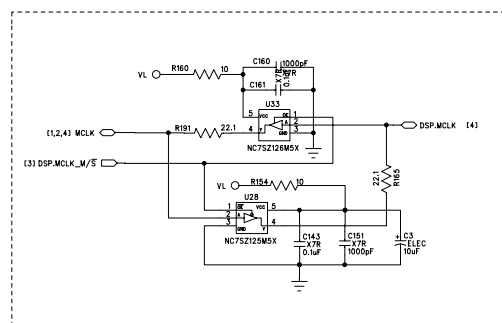 C160
1000pF
X7R
R160
10
VL
X7R
0.1uF
C161
U33
5
VCC
OE
1
A
2
4
Y
GND
3
NC7SZ126M5X
[1,2,4] MCLK
R191
22.1
DSP.MCLK [4]
[3] DSP.MCLK_M/S
22.1
R165
VL
R154
10
U28
1
OE
VCC
5
2
A
3
GND
Y
4
NC7SZ125M5X
C143
X7R
0.1uF
C151
X7R
1000pF
+
C3
ELEC
10uF